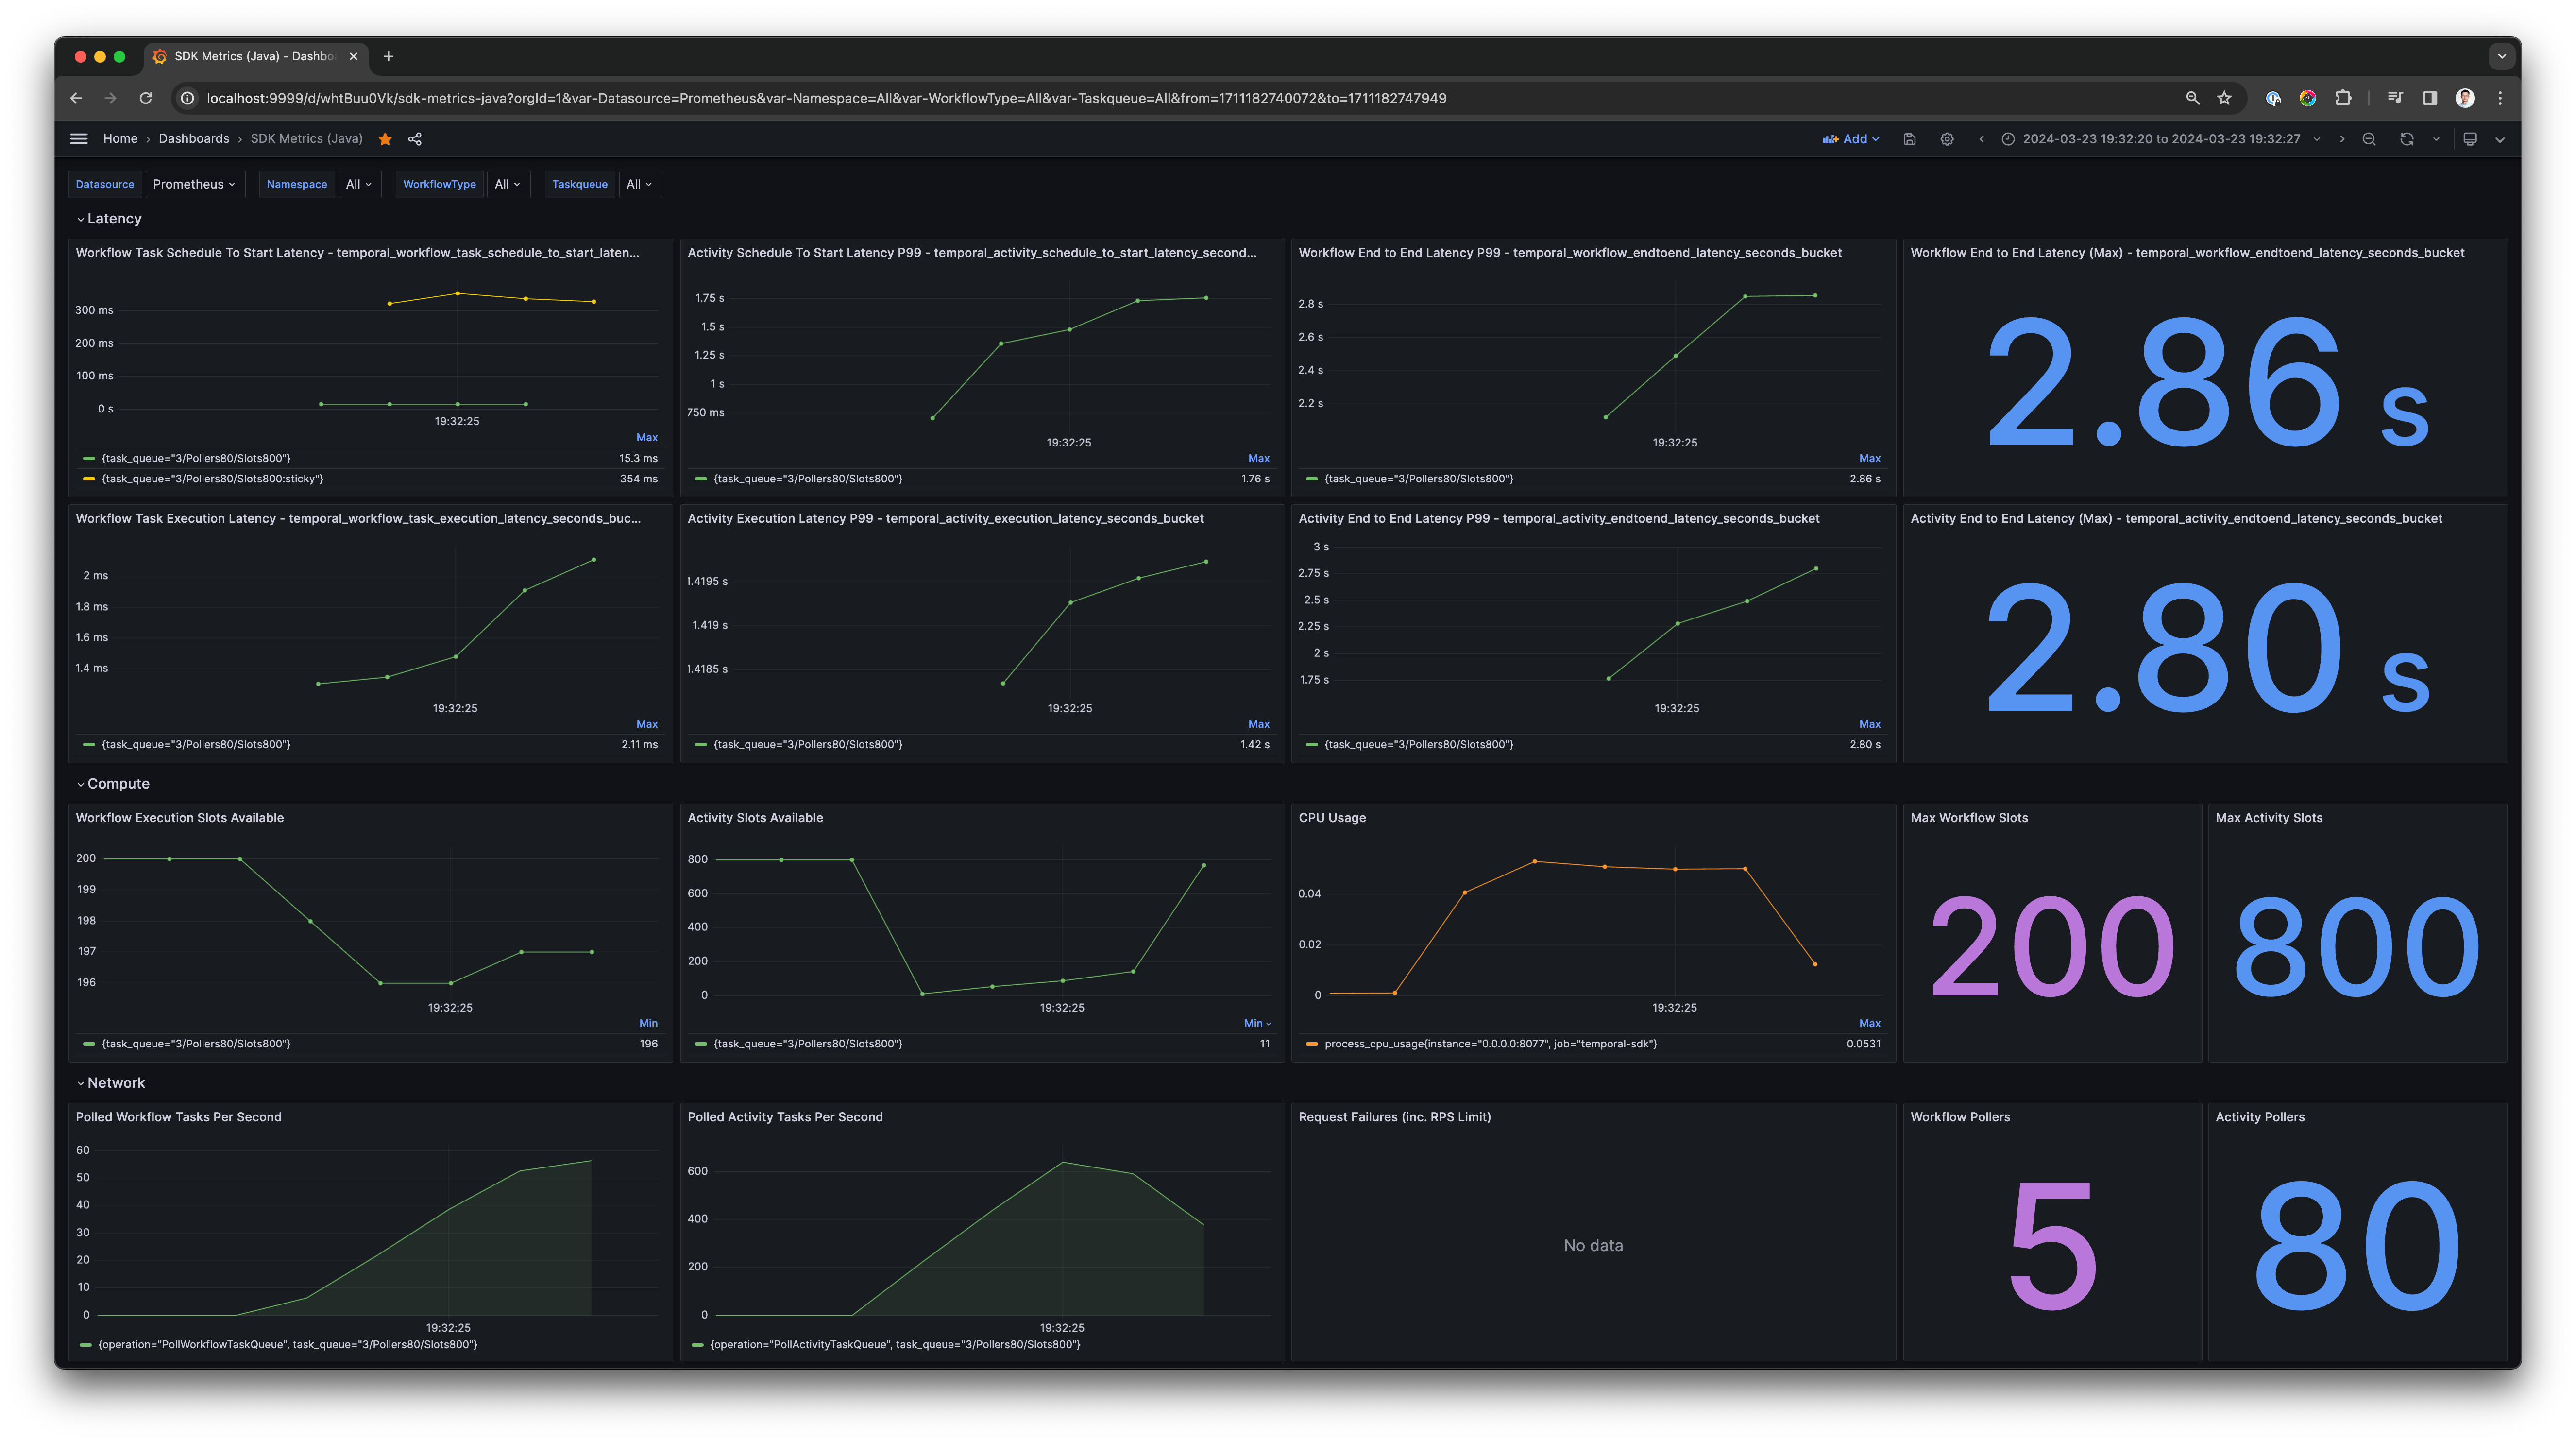 SDK Metrics (Java) - Dashbo
localhost:9999/d/whtBuu0Vk/sdk-metrics-java?orgId=1&var-Datasource=Prometheus&var-Namespace=All&var-WorkflowType=All&var-Taskqueue=All&from=1711182740072&to=1711182747949
Home › Dashboards › SDK Metrics (Java)
Add
2024-03-23 19:32:20 to 2024-03-23 19:32:27
Datasource Prometheus Namespace All WorkflowType All Taskqueue All
Latency
Workflow Task Schedule To Start Latency - temporal_workflow_task_schedule_to_start_laten...
300 ms
200 ms
100 ms
0 s
19:32:25
Max
{task_queue="3/Pollers80/Slots800"} 15.3 ms
{task_queue="3/Pollers80/Slots800:sticky"} 354 ms
Activity Schedule To Start Latency P99 - temporal_activity_schedule_to_start_latency_second...
1.75 s
1.5 s
1.25 s
1 s
750 ms
19:32:25
Max
{task_queue="3/Pollers80/Slots800"} 1.76 s
Workflow End to End Latency P99 - temporal_workflow_endtoend_latency_seconds_bucket
2.8 s
2.6 s
2.4 s
2.2 s
19:32:25
Max
{task_queue="3/Pollers80/Slots800"} 2.86 s
Workflow End to End Latency (Max) - temporal_workflow_endtoend_latency_seconds_bucket
2.86 s
Workflow Task Execution Latency - temporal_workflow_task_execution_latency_seconds_buc...
2 ms
1.8 ms
1.6 ms
1.4 ms
19:32:25
Max
{task_queue="3/Pollers80/Slots800"} 2.11 ms
Activity Execution Latency P99 - temporal_activity_execution_latency_seconds_bucket
1.4195 s
1.419 s
1.4185 s
19:32:25
Max
{task_queue="3/Pollers80/Slots800"} 1.42 s
Activity End to End Latency P99 - temporal_activity_endtoend_latency_seconds_bucket
3 s
2.75 s
2.5 s
2.25 s
2 s
1.75 s
19:32:25
Max
{task_queue="3/Pollers80/Slots800"} 2.80 s
Activity End to End Latency (Max) - temporal_activity_endtoend_latency_seconds_bucket
2.80 s
Compute
Workflow Execution Slots Available
200
199
198
197
196
19:32:25
Min
{task_queue="3/Pollers80/Slots800"} 196
Activity Slots Available
800
600
400
200
0
19:32:25
Min
{task_queue="3/Pollers80/Slots800"} 11
CPU Usage
0.04
0.02
0
19:32:25
Max
process_cpu_usage{instance="0.0.0.0:8077", job="temporal-sdk"} 0.0531
Max Workflow Slots
200
Max Activity Slots
800
Network
Polled Workflow Tasks Per Second
60
50
40
30
20
10
0
19:32:25
{operation="PollWorkflowTaskQueue", task_queue="3/Pollers80/Slots800"}
Polled Activity Tasks Per Second
600
400
200
0
19:32:25
{operation="PollActivityTaskQueue", task_queue="3/Pollers80/Slots800"}
Request Failures (inc. RPS Limit)
No data
Workflow Pollers
5
Activity Pollers
80